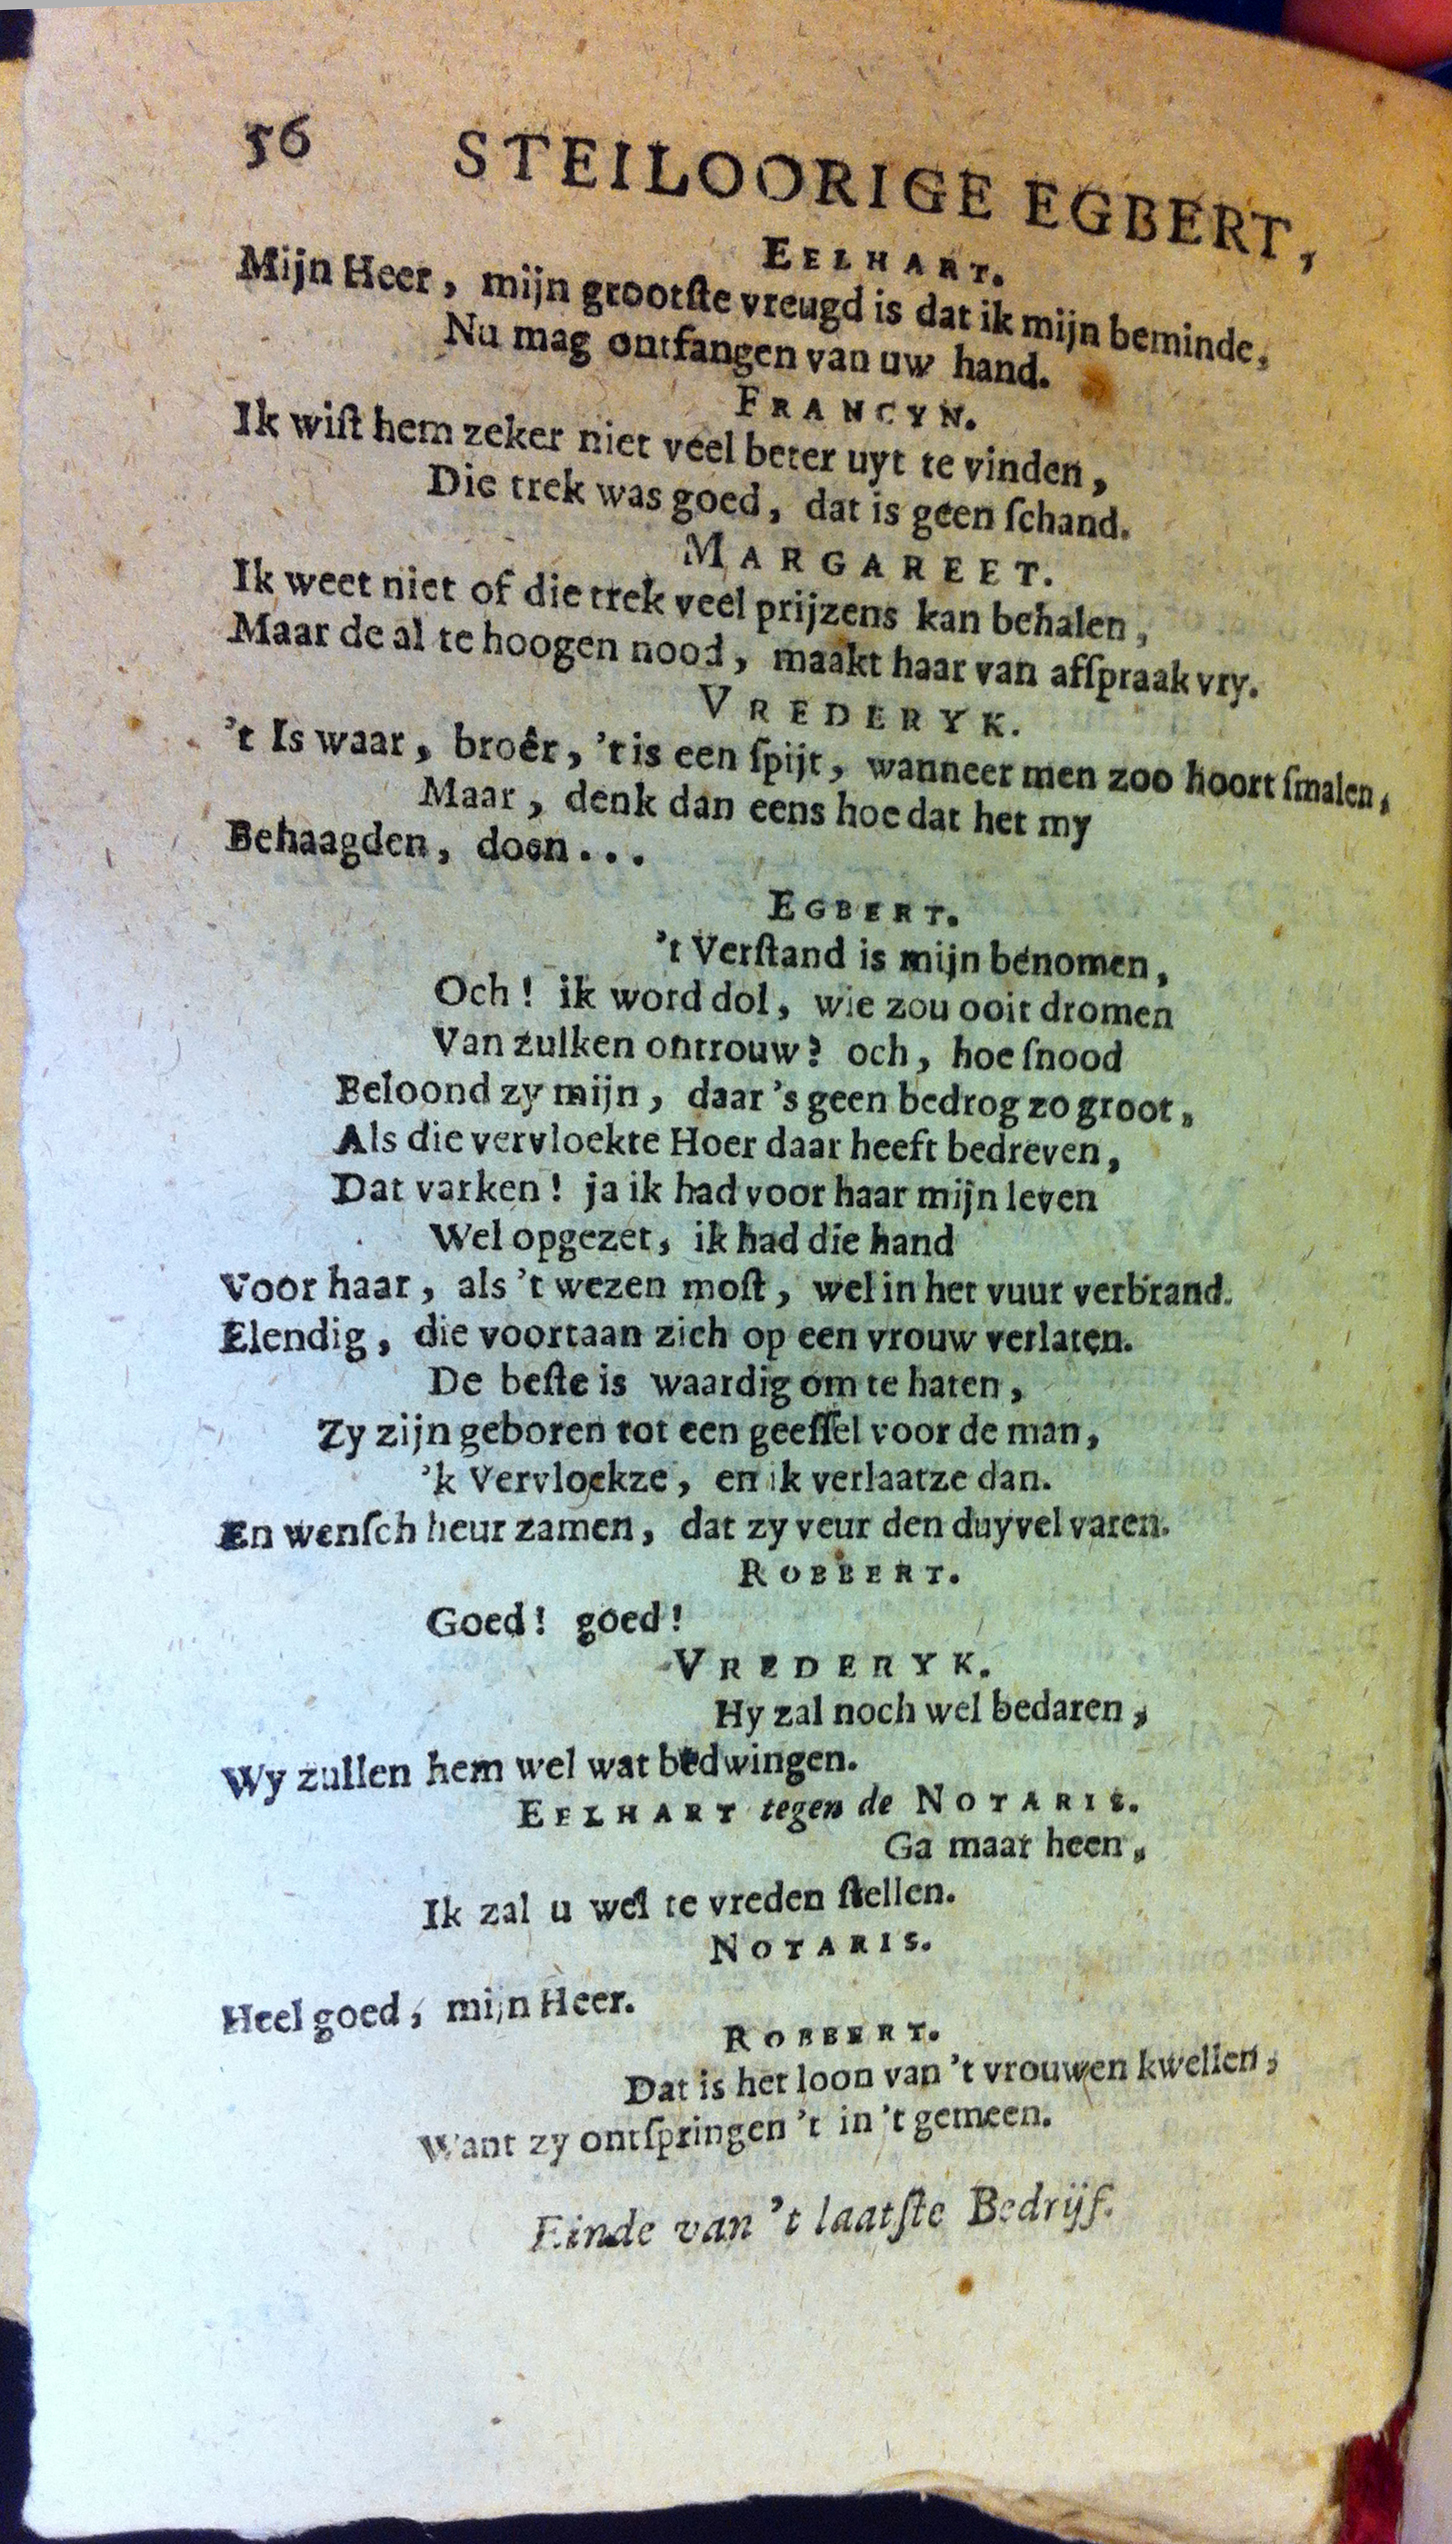 56 STEILOORIGE EGBERT,
EELHART.
Mijn Heer, mijn grootſte vreugd is dat ik mijn beminde,
Nu mag ontfangen van uw hand.
FRANCYN.
Ik wiſt hem zeker niet veel beter uyt te vinden,
Die trek was goed, dat is geen ſchand.
MARGAREET.
Ik weet niet of die trek veel prijzens kan behalen,
Maar de al te hoogen nood, maakt haar van afſpraak vry.
VREDERYK.
't Is waar, broêr, 't is een ſpijt, wanneer men zoo hoort ſmalen,
Maar, denk dan eens hoe dat het my
Behaagden, doen...
EGBERT.
't Verſtand is mijn benomen,
Och! ik word dol, wie zou ooit dromen
Van zulken ontrouw? och, hoe ſnood
Beloond zy mijn, daar 's geen bedrog zo groot,
Als die vervloekte Hoer daar heeft bedreven,
Dat varken! ja ik had voor haar mijn leven
Wel opgezet, ik had die hand
Voor haar, als 't wezen moſt, wel in het vuur verbrand.
Elendig, die voortaan zich op een vrouw verlaten.
De beſte is waardig om te haten,
Zy zijn geboren tot een geeſſel voor de man,
'k Vervloekze, en ik verlaatze dan.
En wenſch heur zamen, dat zy veur den duyvel varen.
ROBBERT.
Goed! goed!
VREDERYK.
Hy zal noch wel bedaren,
Wy zullen hem wel wat bedwingen.
EELHART tegen de NOTARIS.
Ga maar heen,
Ik zal u wel te vreden ſtellen.
NOTARIS.
Heel goed, mijn Heer.
ROBBERT.
Dat is het loon van 't vrouwen kwellen,
Want zy ontſpringen 't in 't gemeen.
Einde van 't laatſte Bedrijf.